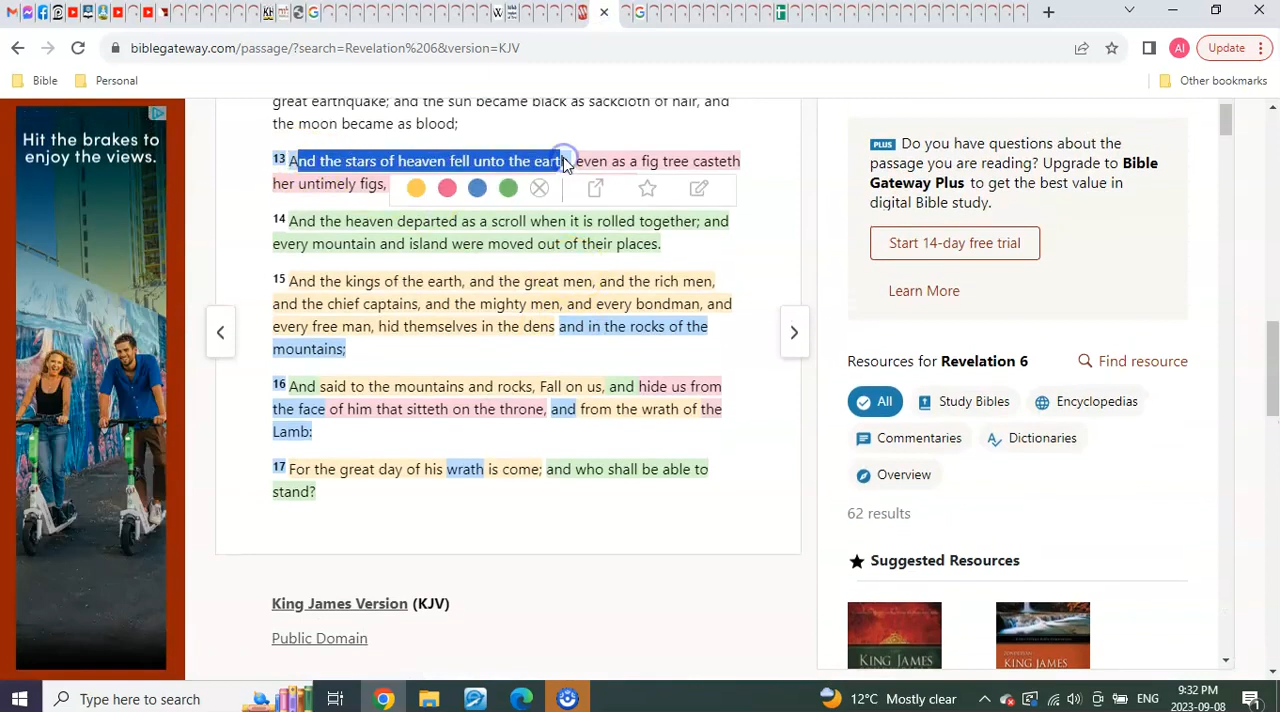 biblegateway.com/passage/?search=Revelation%206&version=KJV
Update
Bible
Personal
Other bookmarks
Hit the brakes to
enjoy the views.
great earthquake; and the sun became black as sackcloth of hair, and
the moon became as blood;
13 And the stars of heaven fell unto the earth, even as a fig tree casteth
her untimely figs,
14 And the heaven departed as a scroll when it is rolled together; and
every mountain and island were moved out of their places.
15 And the kings of the earth, and the great men, and the rich men,
and the chief captains, and the mighty men, and every bondman, and
every free man, hid themselves in the dens and in the rocks of the
mountains;
16 And said to the mountains and rocks, Fall on us, and hide us from
the face of him that sitteth on the throne, and from the wrath of the
Lamb:
17 For the great day of his wrath is come; and who shall be able to
stand?
King James Version (KJV)
Public Domain
PLUS Do you have questions about the
passage you are reading? Upgrade to Bible
Gateway Plus to get the best value in
digital Bible study.
Start 14-day free trial
Learn More
Resources for Revelation 6
Find resource
All
Study Bibles
Encyclopedias
Commentaries
Dictionaries
Overview
62 results
Suggested Resources
KING JAMES
KING JAMES
Type here to search
12°C Mostly clear
ENG
9:32 PM
2023-09-08